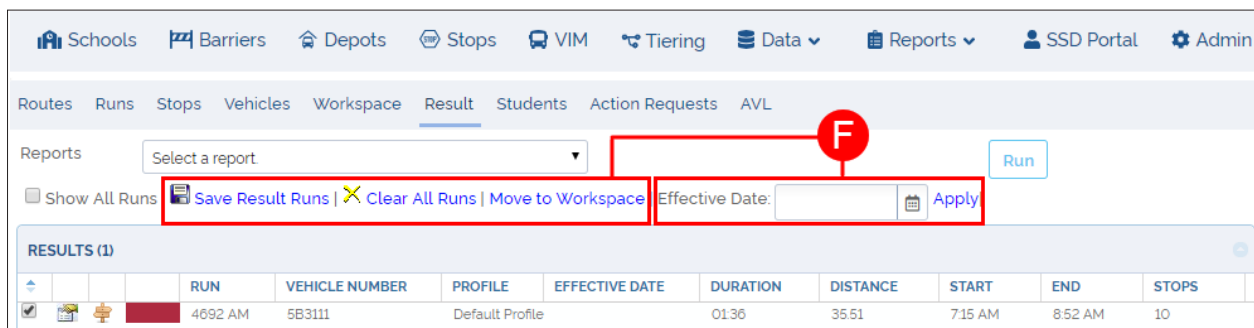 Schools Barriers Depots STOP Stops VIM Tiering Data Reports SSD Portal Admin
Routes Runs Stops Vehicles Workspace Result Students Action Requests AVL
F
Reports Select a report. Run
Show All Runs Save Result Runs | Clear All Runs | Move to Workspace | Effective Date: Apply|
RESULTS (1)
RUN VEHICLE NUMBER PROFILE EFFECTIVE DATE DURATION DISTANCE START END STOPS
4692 AM 5B3111 Default Profile 01:36 35.51 7:15 AM 8:52 AM 10